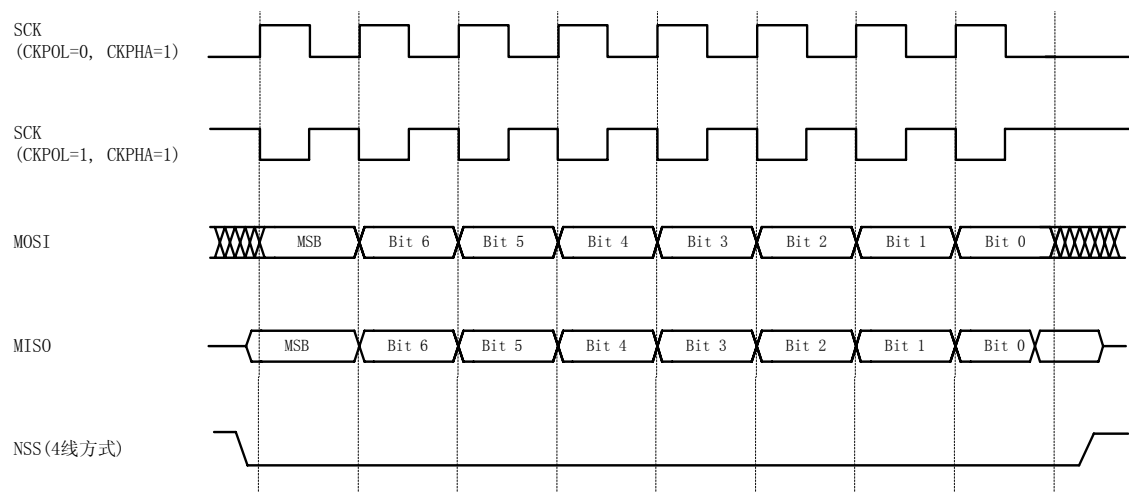 SCK
(CKPOL=0, CKPHA=1)
SCK
(CKPOL=1, CKPHA=1)
MOSI
MSB Bit 6 Bit 5 Bit 4 Bit 3 Bit 2 Bit 1 Bit 0
MISO
MSB Bit 6 Bit 5 Bit 4 Bit 3 Bit 2 Bit 1 Bit 0
NSS(4线方式)